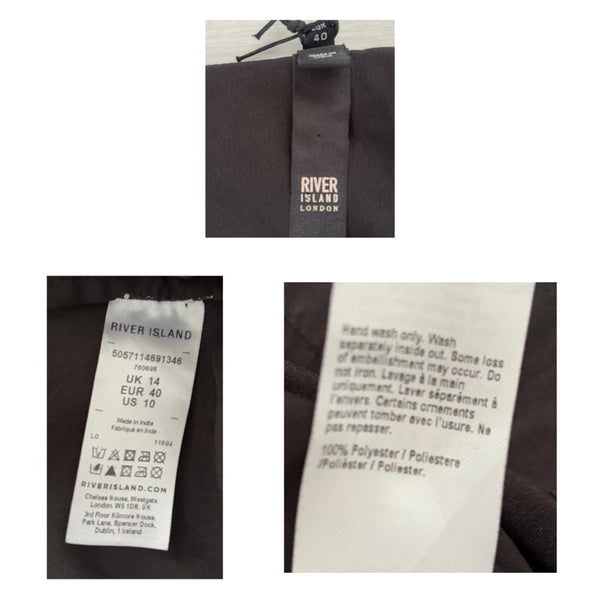 EUR
40
RIVER
ISLAND
LONDON
RIVER ISLAND
5057114691346
760698
UK 14
EUR 40
US 10
Made in India
Fabriqué en Inde
L0 11694
RIVERISLAND.COM
Chelsea House, Westgate,
London. W5 1DR. UK
3rd Floor Kilmore House,
Park Lane, Spencer Dock,
Dublin, 1 Ireland
Hand wash only. Wash
separately inside out. Some loss
of embellishment may occur. Do
not iron. Lavage à la main
uniquement. Laver séparément à
l'envers. Certains ornements
peuvent tomber avec l'usure. Ne
pas repasser.
100% Polyester / Poliestere
/Poliéster / Poliester.